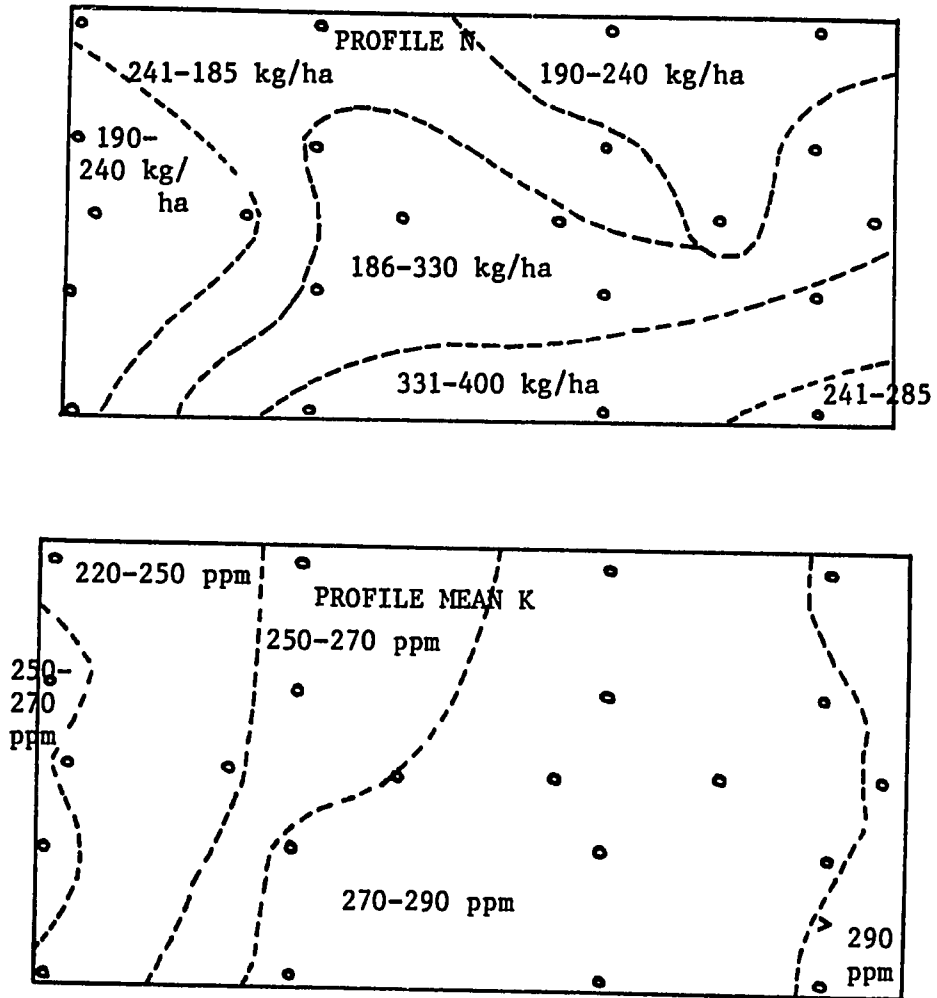 PROFILE N
241-185 kg/ha
190-240 kg/ha
190-
240 kg/
ha
186-330 kg/ha
331-400 kg/ha
241-285
220-250 ppm
PROFILE MEAN K
250-270 ppm
250-
270
ppm
270-290 ppm
>
290
ppm